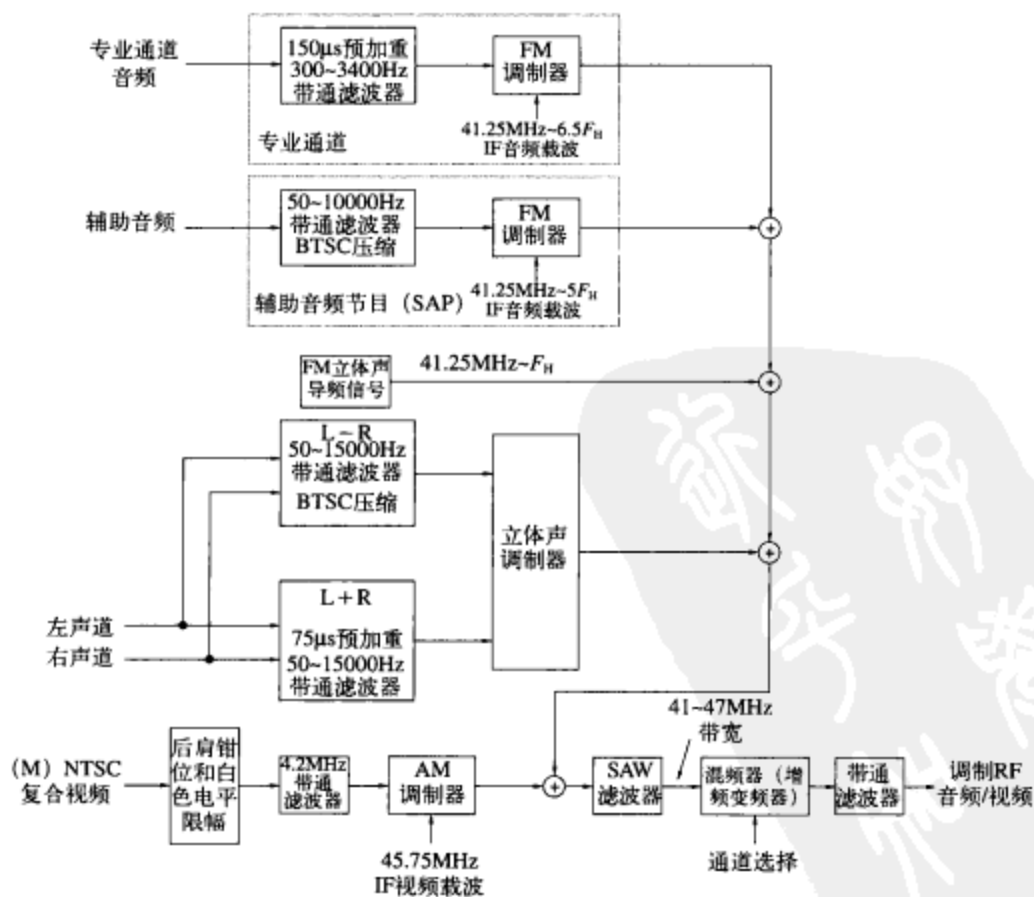 专业通道
音频
150μs预加重
300~3400Hz
带通滤波器
FM
调制器
41.25MHz~6.5FH
IF音频载波
专业通道
辅助音频
50~10000Hz
带通滤波器
BTSC压缩
FM
调制器
41.25MHz~5FH
IF音频载波
辅助音频节目（SAP）
FM立体声
导频信号
41.25MHz~FH
L－R
50~15000Hz
带通滤波器
BTSC压缩
立体声
调制器
L＋R
75μs预加重
50~15000Hz
带通滤波器
左声道
右声道
41~47MHz
带宽
（M）NTSC
复合视频
后肩钳
位和白
色电平
限幅
4.2MHz
带通
滤波器
AM
调制器
SAW
滤波器
混频器（增
频变频器）
带通
滤波器
调制RF
音频/视频
45.75MHz
IF视频载波
通道选择